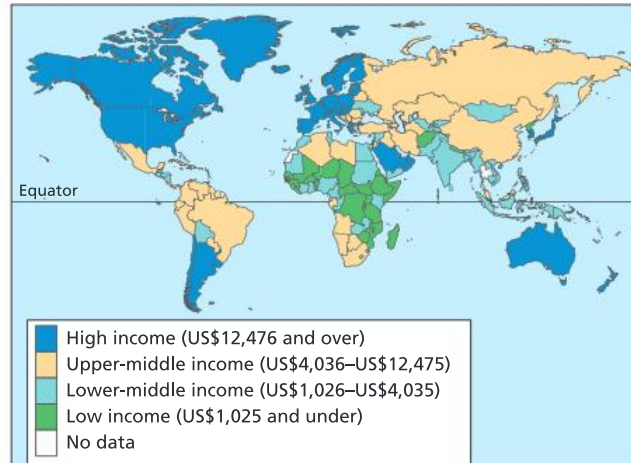 Equator
High income (US$12,476 and over)
Upper-middle income (US$4,036–US$12,475)
Lower-middle income (US$1,026–US$4,035)
Low income (US$1,025 and under)
No data